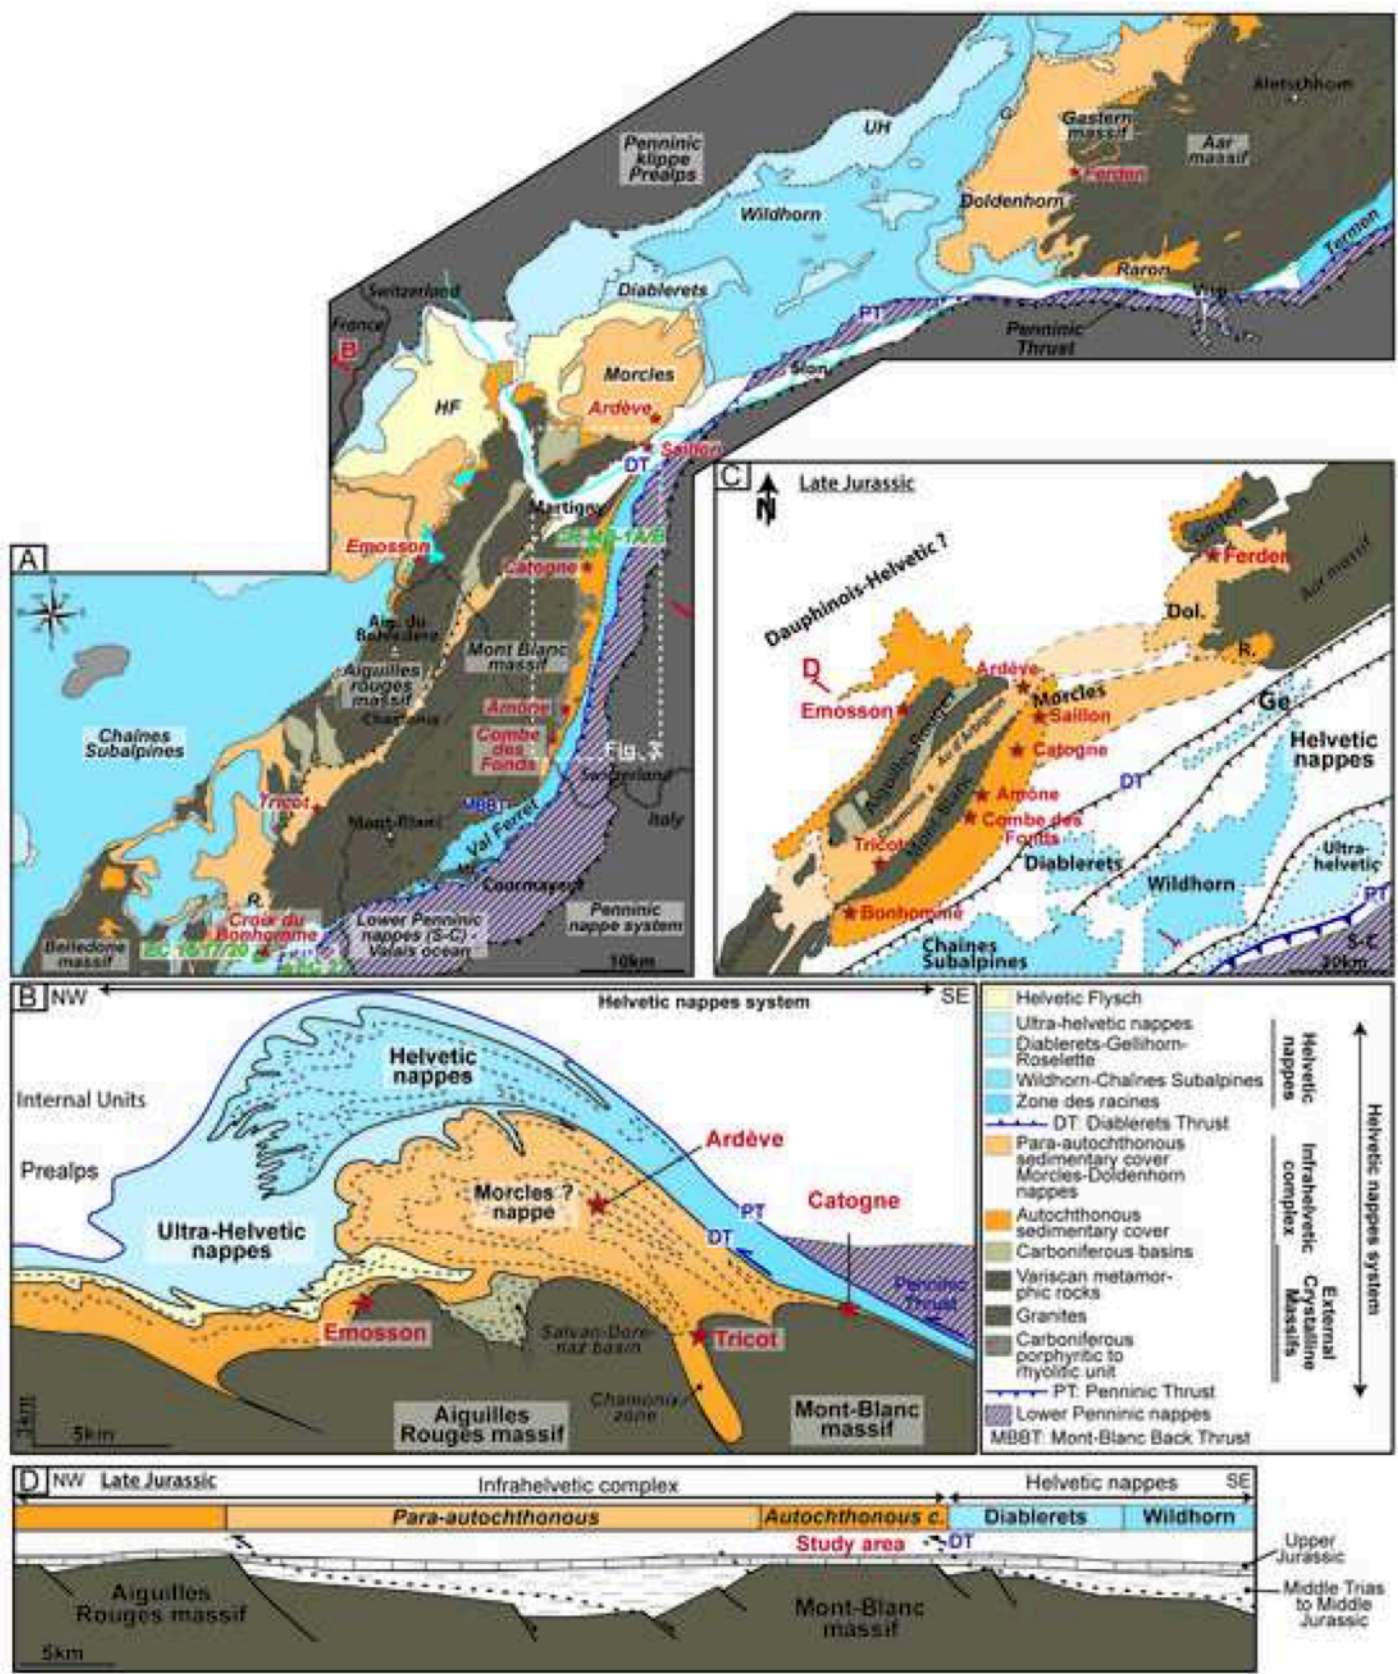 A
Aletschhorn
Gastern
massif
Aar
massif
UH
G.
Penninic
klippe
Prealps
Ferden
Doldenhorn
Wildhorn
Termen
Raron
Diablerets
Switzerland
Visp
France
B
PT
Penninic
Thrust
Sion
Morcles
HF
Ardève
Saillon
DT
Martigny
Emosson
Catogne
Aig. du
Belvédère
Mont Blanc
massif
Aiguilles
rouges
massif
Chamonix
Amône
Combe
des
Fonds
Chaînes
Subalpines
Fig. 3
Switzerland
Italy
Tricot
MBBT
Mont-Blanc
Val Ferret
Courmayeur
R.
Croix du
Bonhomme
Belledone
massif
Lower Penninic
nappes (S-C) -
Valais ocean
Penninic
nappe system
10km
C
N
Late Jurassic
Dauphinois-Helvetic ?
Gastern
Ferden
Aar massif
Dol.
R.
D
Ardève
Morcles
Emosson
Saillon
Ge
Aiguilles Rouges
Catogne
Helvetic
nappes
DT
Mont Blanc
Amône
Combe des
Fonds
Tricot
Diablerets
Ultra-
helvetic
Wildhorn
PT
Bonhomme
S-C
Chaînes
Subalpines
20km
B NW
Helvetic nappes system
SE
Helvetic
nappes
Internal Units
Ardève
Prealps
Morcles ?
nappe
Catogne
PT
Ultra-Helvetic
nappes
DT
Penninic
Thrust
Emosson
Salvan-Dorénaz basin
Tricot
Chamonix
zone
Mont-Blanc
massif
Aiguilles
Rouges massif
1km
5km
Helvetic Flysch
Ultra-helvetic nappes
Diablerets-Gellihorn-
Roselette
Wildhorn-Chaînes Subalpines
Zone des racines
DT: Diablerets Thrust
Para-autochthonous
sedimentary cover
Morcles-Doldenhorn
nappes
Autochthonous
sedimentary cover
Carboniferous basins
Variscan metamor-
phic rocks
Granites
Carboniferous
porphyritic to
rhyolitic unit
PT: Penninic Thrust
Lower Penninic nappes
MBBT: Mont-Blanc Back Thrust
Helvetic
nappes
Infrahelvetic
complex
External
Crystalline
Massifs
Helvetic nappes system
D NW Late Jurassic
Infrahelvetic complex
Helvetic nappes
SE
Para-autochthonous
Autochthonous c.
Diablerets
Wildhorn
Study area
DT
Upper
Jurassic
Aiguilles
Rouges massif
Mont-Blanc
massif
Middle Trias
to Middle
Jurassic
5km